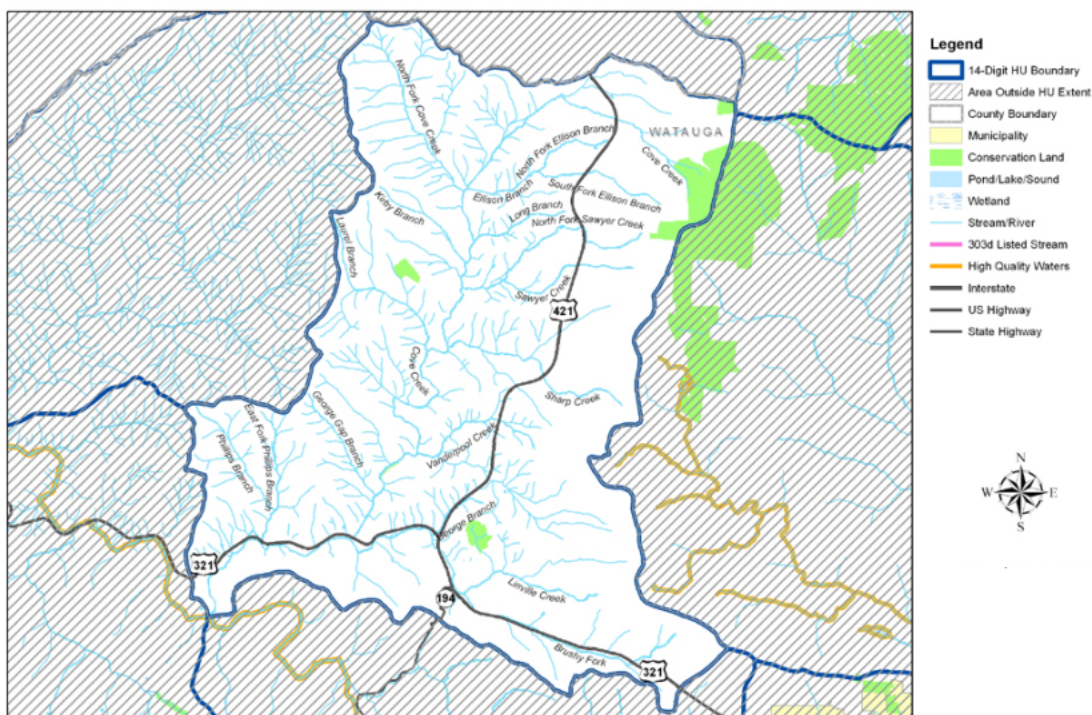 North Fork Cove Creek
WATAUGA
North Fork Ellison Branch
Cove Creek
Ellison Branch
South Fork Ellison Branch
Kirby Branch
Long Branch
North Fork Sawyer Creek
Laurel Branch
Sawyer Creek
421
Cove Creek
Sharp Creek
George Gap Branch
East Fork Phillips Branch
Phillips Branch
Vanderpool Creek
George Branch
321
Linville Creek
194
Brushy Fork
321
Legend
14-Digit HU Boundary
Area Outside HU Extent
County Boundary
Municipality
Conservation Land
Pond/Lake/Sound
Wetland
Stream/River
303d Listed Stream
High Quality Waters
Interstate
US Highway
State Highway
N
W E
S